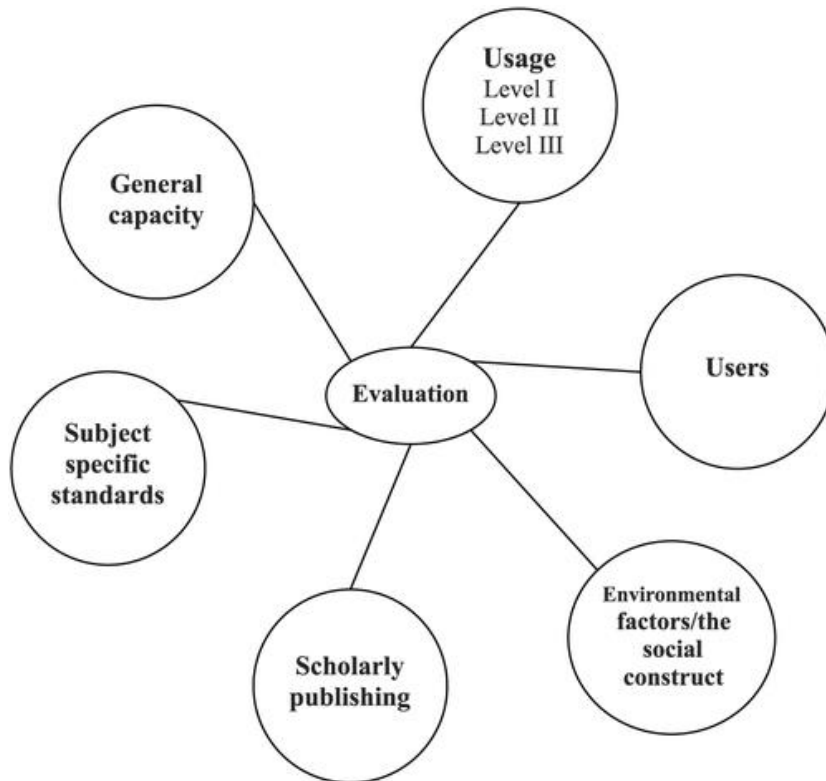 Usage
Level I
Level II
Level III
General
capacity
Users
Evaluation
Subject
specific
standards
Environmental
factors/the
social
construct
Scholarly
publishing